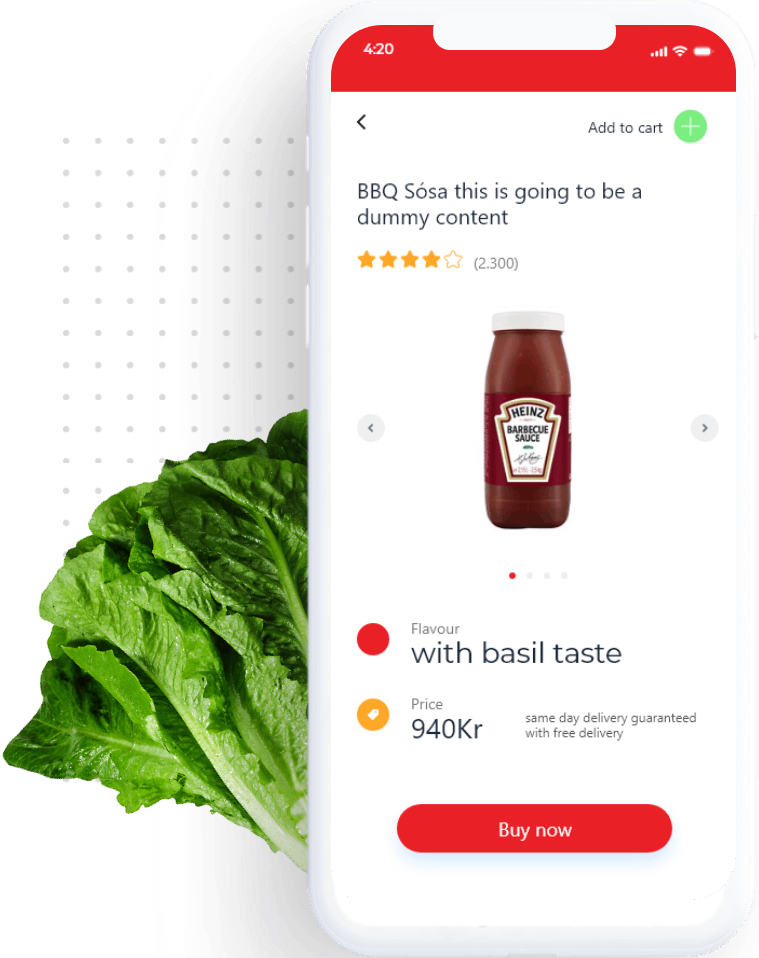 4:20
Add to cart
BBQ Sósa this is going to be a
dummy content
(2.300)
HEINZ
BARBECUE
SAUCE
Flavour
with basil taste
Price
940Kr
same day delivery guaranteed
with free delivery
Buy now